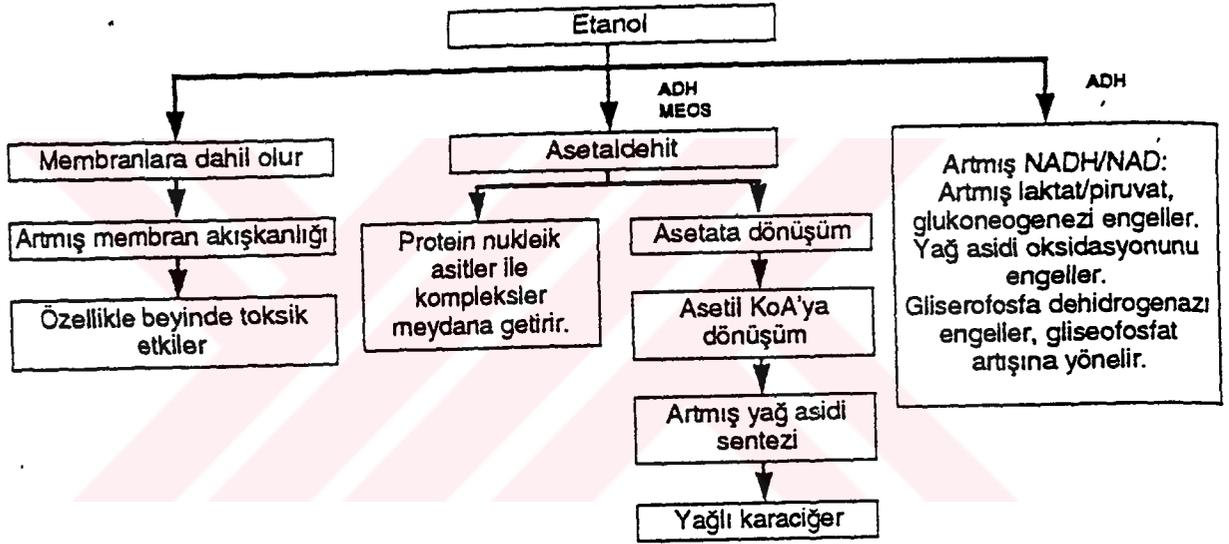 Etanol
ADH
MEOS
ADH
Membranlara dahil olur
Artmış membran akışkanlığı
Özellikle beyinde toksik
etkiler
Asetaldehit
Protein nukleik
asitler ile
kompleksler
meydana getirir.
Asetata dönüşüm
Asetil KoA'ya
dönüşüm
Artmış yağ asidi
sentezi
Yağlı karaciğer
Artmış NADH/NAD:
Artmış laktat/piruvat,
glukoneogenezi engeller.
Yağ asidi oksidasyonunu
engeller.
Gliserofosfa dehidrogenazı
engeller, gliseofosfat
artışına yönelir.